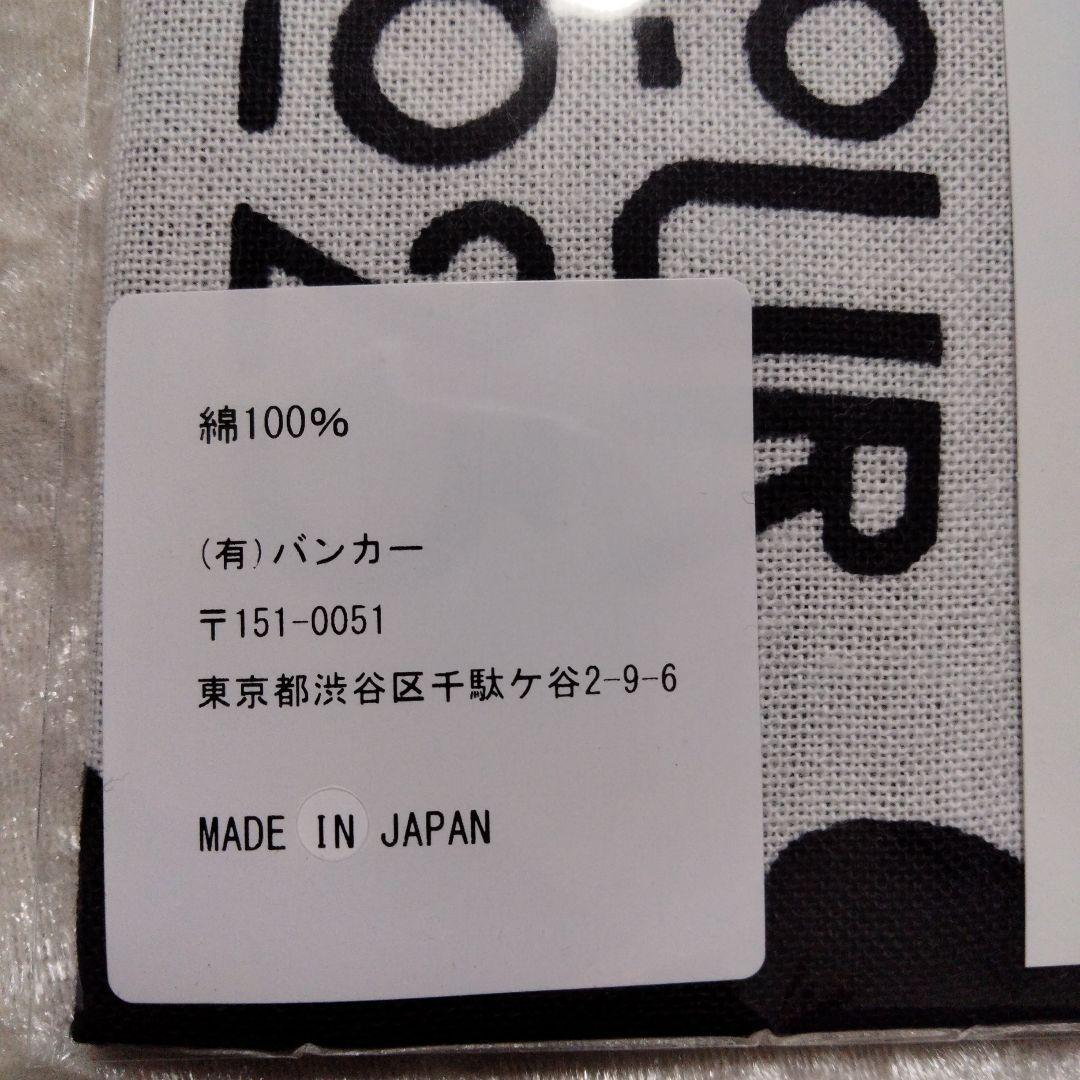 綿100%
(有)バンカー
〒151-0051
東京都渋谷区千駄ケ谷2-9-6
MADE IN JAPAN